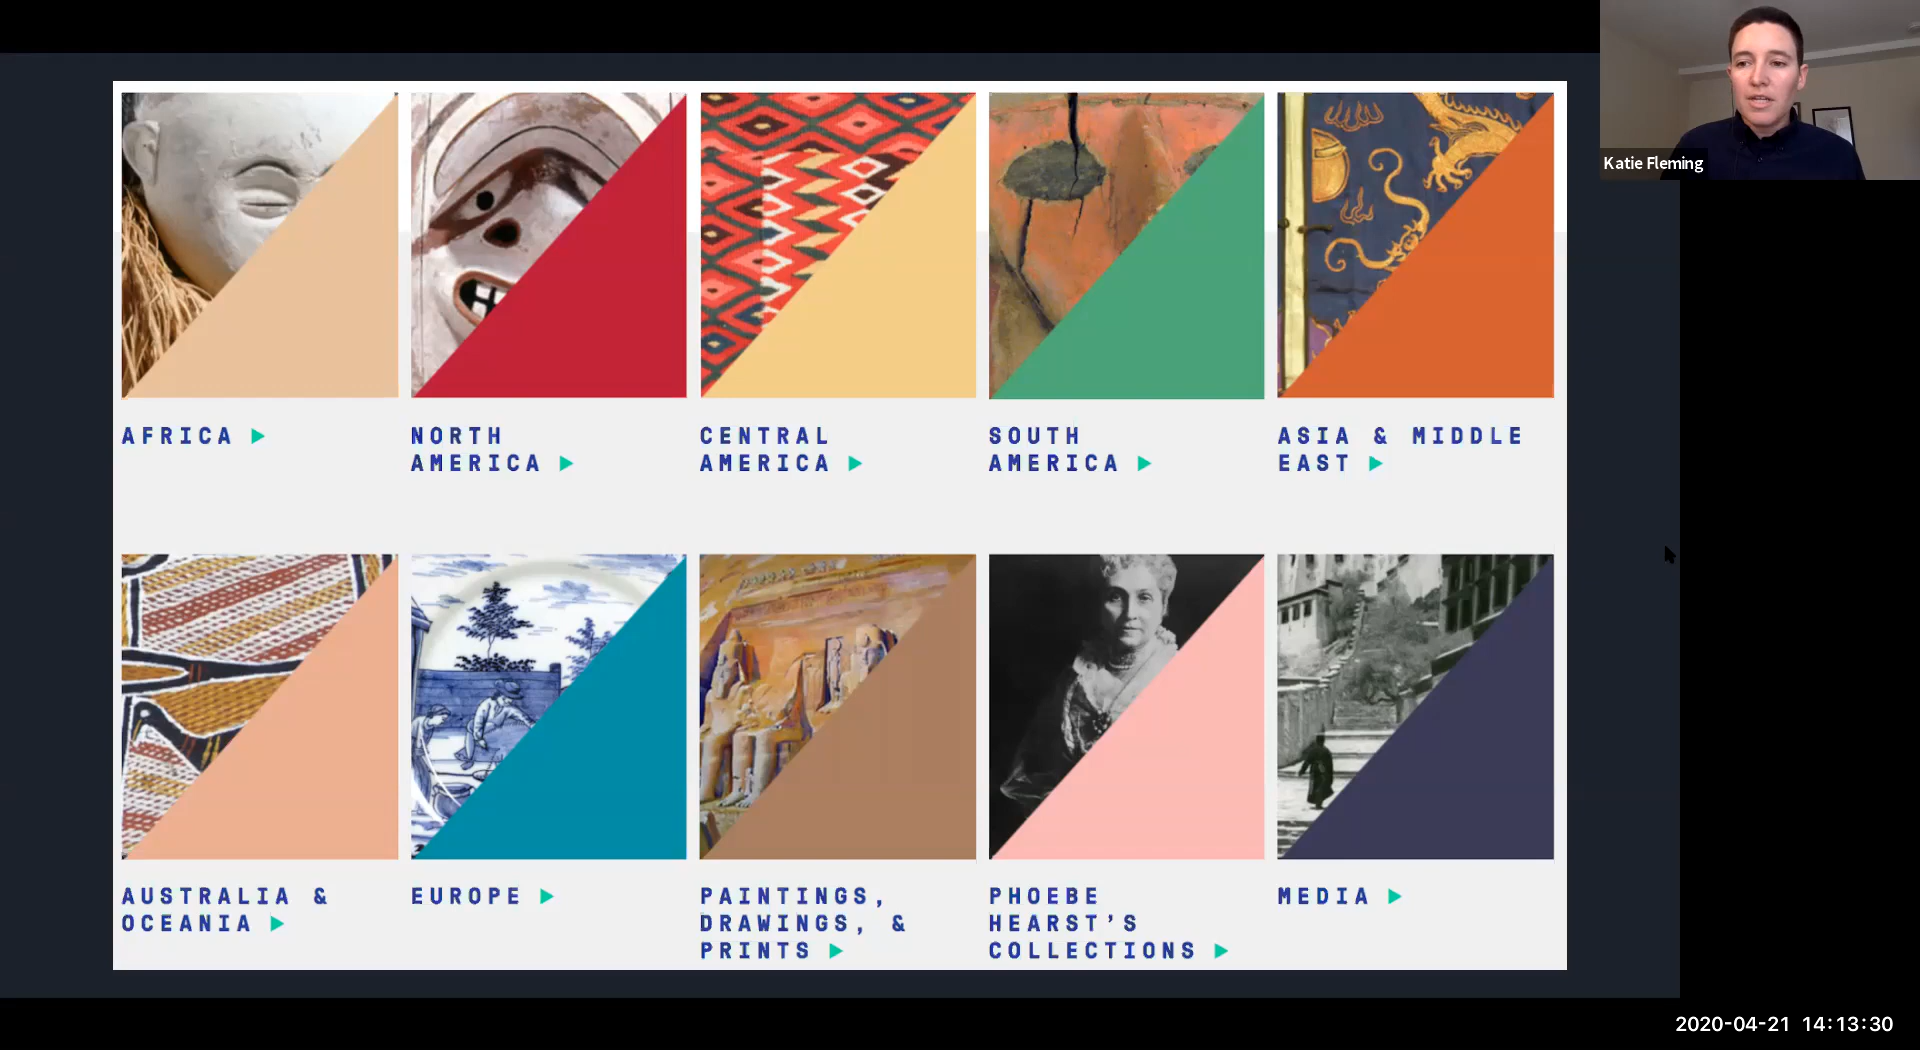 Katie Fleming
AFRICA
NORTH
AMERICA
CENTRAL
AMERICA
SOUTH
AMERICA
ASIA & MIDDLE
EAST
AUSTRALIA &
OCEANIA
EUROPE
PAINTINGS,
DRAWINGS, &
PRINTS
PHOEBE
HEARST'S
COLLECTIONS
MEDIA
2020-04-21 14:13:30